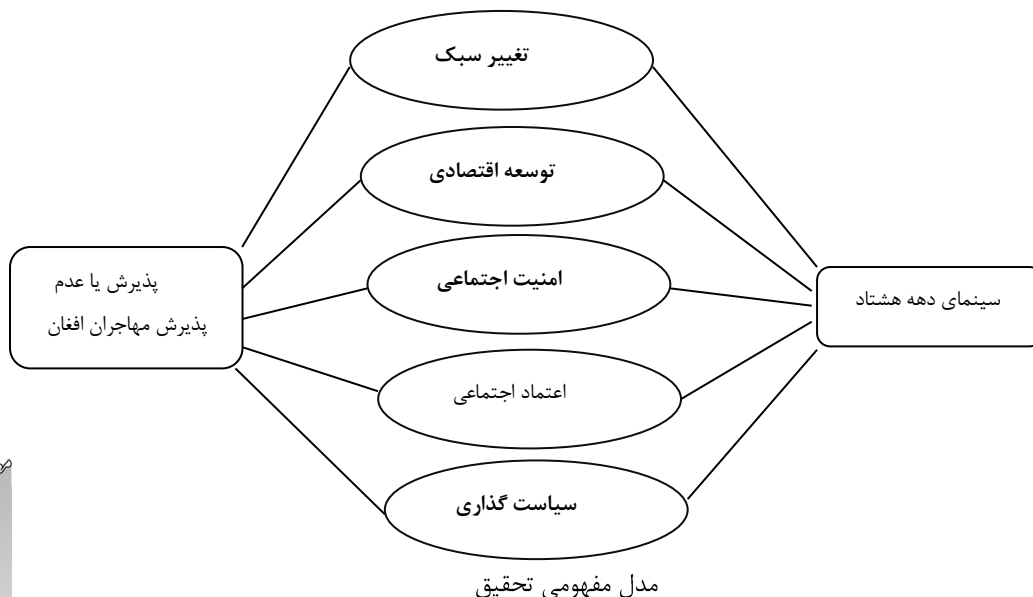 تغییر سبک
توسعه اقتصادی
امنیت اجتماعی
اعتماد اجتماعی
سیاست گذاری
سینمای دهه هشتاد
پذیرش یا عدم
پذیرش مهاجران افغان
مدل مفهومی تحقیق